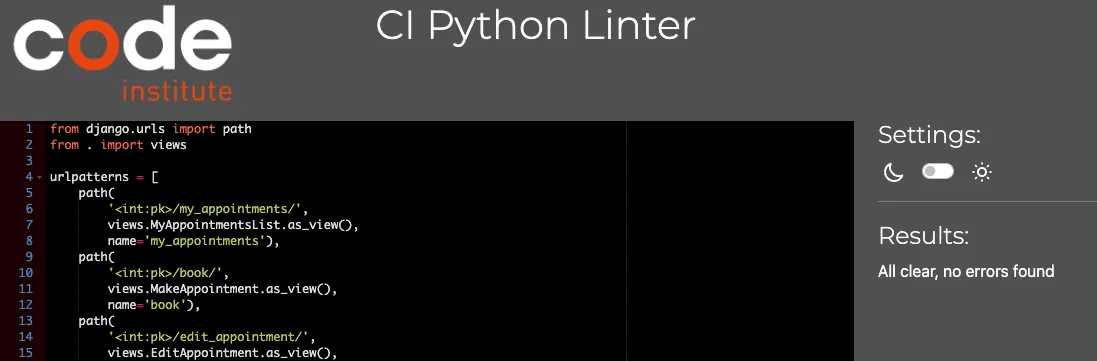 code
institute
CI Python Linter
1 from django.urls import path
2 from . import views
3
4 urlpatterns = [
5     path(
6         '<int:pk>/my_appointments/',
7         views.MyAppointmentsList.as_view(),
8         name='my_appointments'),
9     path(
10         '<int:pk>/book/',
11         views.MakeAppointment.as_view(),
12         name='book'),
13     path(
14         '<int:pk>/edit_appointment/',
15         views.EditAppointment.as_view(),
Settings:
Results:
All clear, no errors found